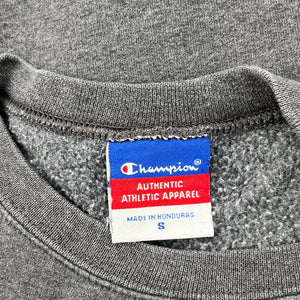 Champion®
AUTHENTIC
ATHLETIC APPAREL
MADE IN HONDURAS
S